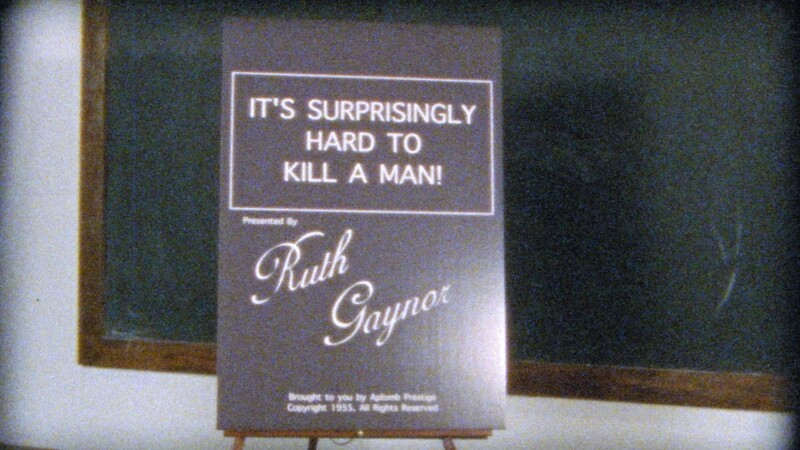 IT'S SURPRISINGLY
HARD TO
KILL A MAN!
Presented By
Ruth
Gaynor
Brought to you by Aplomb Prestige
Copyright 1955, All Rights Reserved